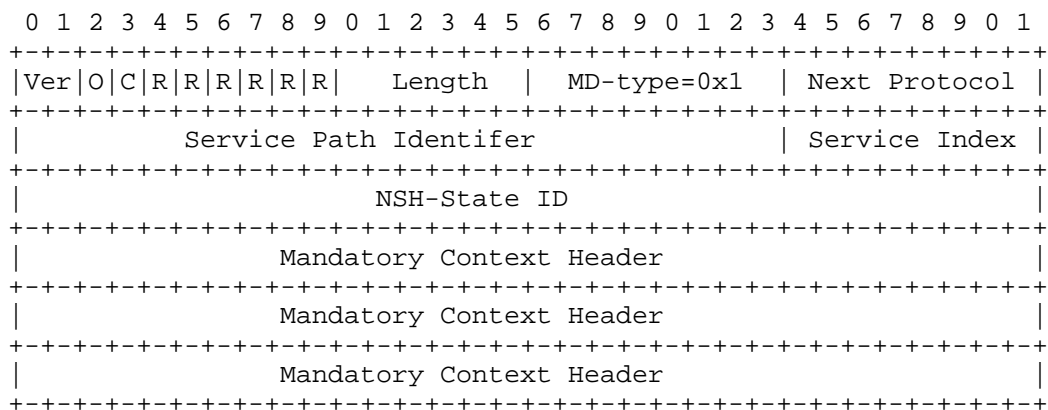 0 1 2 3 4 5 6 7 8 9 0 1 2 3 4 5 6 7 8 9 0 1 2 3 4 5 6 7 8 9 0 1
+-+-+-+-+-+-+-+-+-+-+-+-+-+-+-+-+-+-+-+-+-+-+-+-+-+-+-+-+-+-+-+-+
|Ver|O|C|R|R|R|R|R|R|   Length  |  MD-type=0x1  | Next Protocol |
+-+-+-+-+-+-+-+-+-+-+-+-+-+-+-+-+-+-+-+-+-+-+-+-+-+-+-+-+-+-+-+-+
|          Service Path Identifer               | Service Index |
+-+-+-+-+-+-+-+-+-+-+-+-+-+-+-+-+-+-+-+-+-+-+-+-+-+-+-+-+-+-+-+-+
|                      NSH-State ID                             |
+-+-+-+-+-+-+-+-+-+-+-+-+-+-+-+-+-+-+-+-+-+-+-+-+-+-+-+-+-+-+-+-+
|                Mandatory Context Header                       |
+-+-+-+-+-+-+-+-+-+-+-+-+-+-+-+-+-+-+-+-+-+-+-+-+-+-+-+-+-+-+-+-+
|                Mandatory Context Header                       |
+-+-+-+-+-+-+-+-+-+-+-+-+-+-+-+-+-+-+-+-+-+-+-+-+-+-+-+-+-+-+-+-+
|                Mandatory Context Header                       |
+-+-+-+-+-+-+-+-+-+-+-+-+-+-+-+-+-+-+-+-+-+-+-+-+-+-+-+-+-+-+-+-+